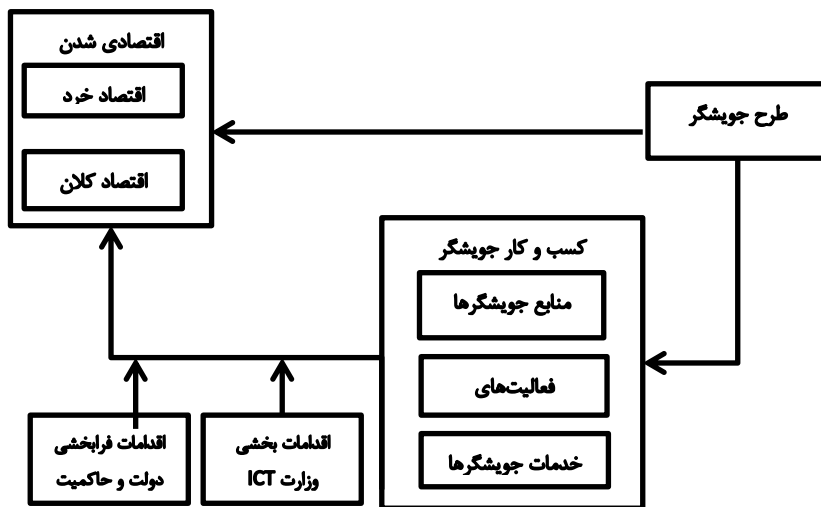 اقتصادی شدن
اقتصاد خرد
اقتصاد کلان
طرح جویشگر
کسب و کار جویشگر
منابع جویشگرها
فعالیت‌های
خدمات جویشگرها
اقدامات بخشی
وزارت ICT
اقدامات فرابخشی
دولت و حاکمیت